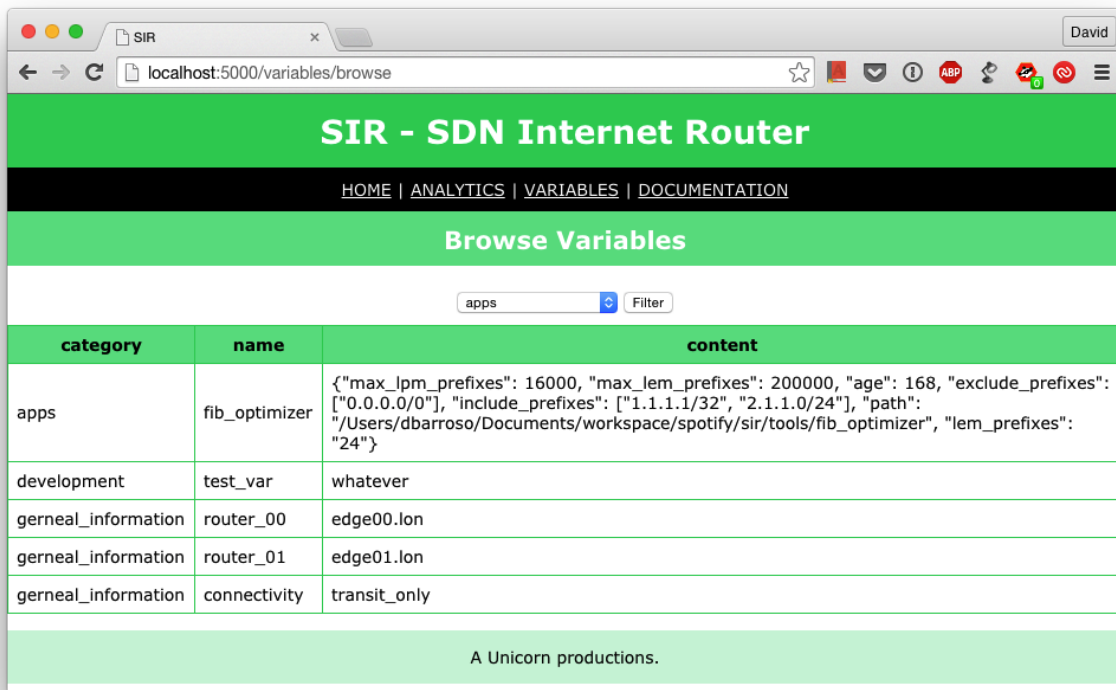 SIR
David
localhost:5000/variables/browse
ABP
0
SIR - SDN Internet Router
HOME | ANALYTICS | VARIABLES | DOCUMENTATION
Browse Variables
apps Filter
category name content
apps fib_optimizer {"max_lpm_prefixes": 16000, "max_lem_prefixes": 200000, "age": 168, "exclude_prefixes":
["0.0.0.0/0"], "include_prefixes": ["1.1.1.1/32", "2.1.1.0/24"], "path":
"/Users/dbarroso/Documents/workspace/spotify/sir/tools/fib_optimizer", "lem_prefixes":
"24"}
development test_var whatever
gerneal_information router_00 edge00.lon
gerneal_information router_01 edge01.lon
gerneal_information connectivity transit_only
A Unicorn productions.